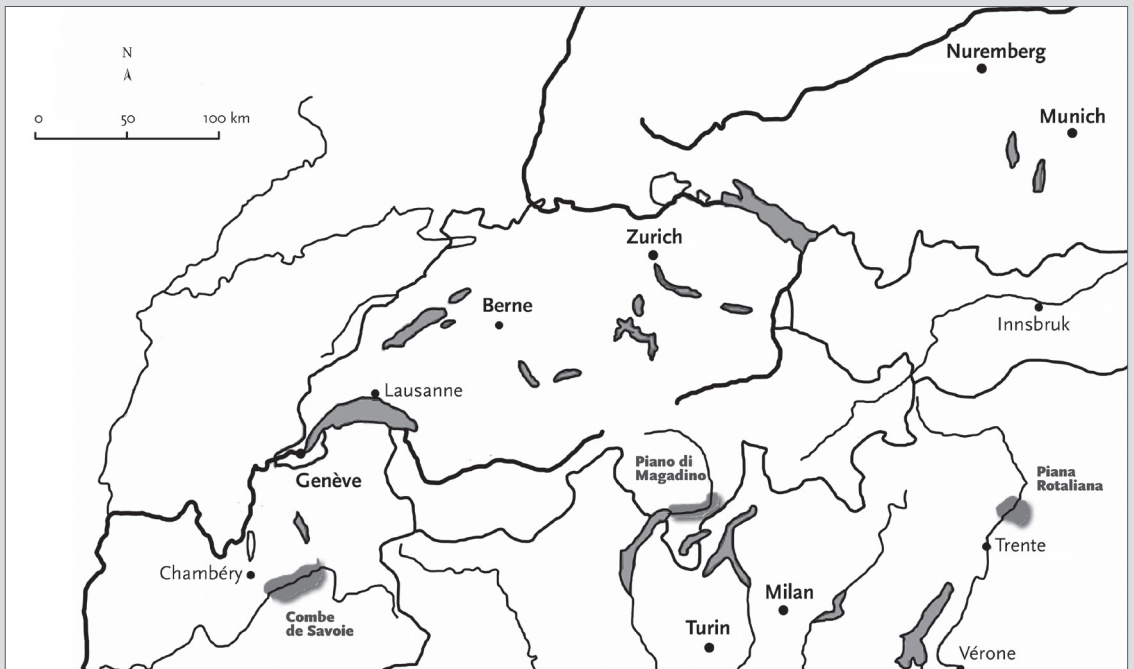 N
0 50 100 km
Nuremberg
Munich
Zurich
Berne
Innsbruk
Lausanne
Genève
Piano di
Magadino
Piana
Rotaliana
Trente
Chambéry
Combe
de Savoie
Milan
Turin
Vérone